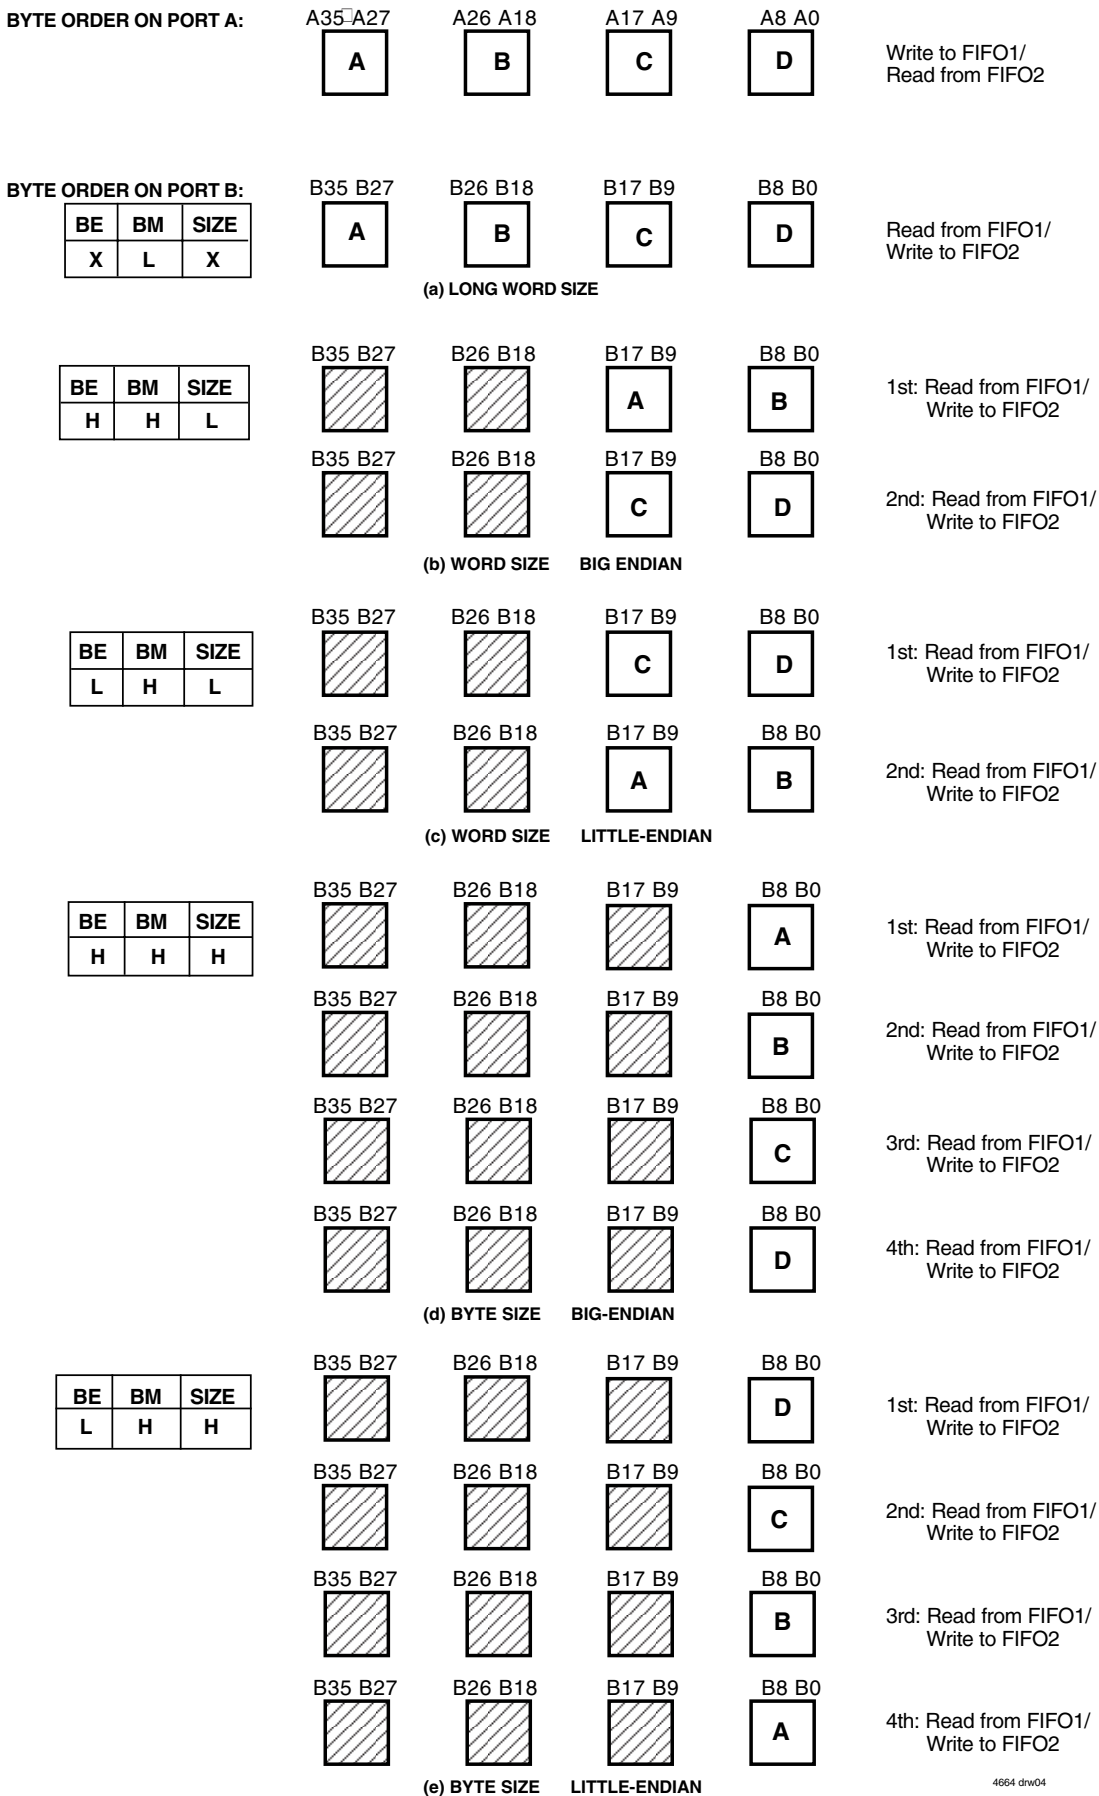 BYTE ORDER ON PORT A:
A35 A27 A26 A18 A17 A9 A8 A0
A B C D
Write to FIFO1/
Read from FIFO2
BYTE ORDER ON PORT B:
B35 B27 B26 B18 B17 B9 B8 B0
BE BM SIZE
X L X
A B C D
Read from FIFO1/
Write to FIFO2
(a) LONG WORD SIZE
B35 B27 B26 B18 B17 B9 B8 B0
BE BM SIZE
H H L
A B
1st: Read from FIFO1/
Write to FIFO2
B35 B27 B26 B18 B17 B9 B8 B0
C D
2nd: Read from FIFO1/
Write to FIFO2
(b) WORD SIZE BIG ENDIAN
B35 B27 B26 B18 B17 B9 B8 B0
BE BM SIZE
L H L
C D
1st: Read from FIFO1/
Write to FIFO2
B35 B27 B26 B18 B17 B9 B8 B0
A B
2nd: Read from FIFO1/
Write to FIFO2
(c) WORD SIZE LITTLE-ENDIAN
B35 B27 B26 B18 B17 B9 B8 B0
BE BM SIZE
H H H
A
1st: Read from FIFO1/
Write to FIFO2
B35 B27 B26 B18 B17 B9 B8 B0
B
2nd: Read from FIFO1/
Write to FIFO2
B35 B27 B26 B18 B17 B9 B8 B0
C
3rd: Read from FIFO1/
Write to FIFO2
B35 B27 B26 B18 B17 B9 B8 B0
D
4th: Read from FIFO1/
Write to FIFO2
(d) BYTE SIZE BIG-ENDIAN
B35 B27 B26 B18 B17 B9 B8 B0
BE BM SIZE
L H H
D
1st: Read from FIFO1/
Write to FIFO2
B35 B27 B26 B18 B17 B9 B8 B0
C
2nd: Read from FIFO1/
Write to FIFO2
B35 B27 B26 B18 B17 B9 B8 B0
B
3rd: Read from FIFO1/
Write to FIFO2
B35 B27 B26 B18 B17 B9 B8 B0
A
4th: Read from FIFO1/
Write to FIFO2
4664 drw04
(e) BYTE SIZE LITTLE-ENDIAN